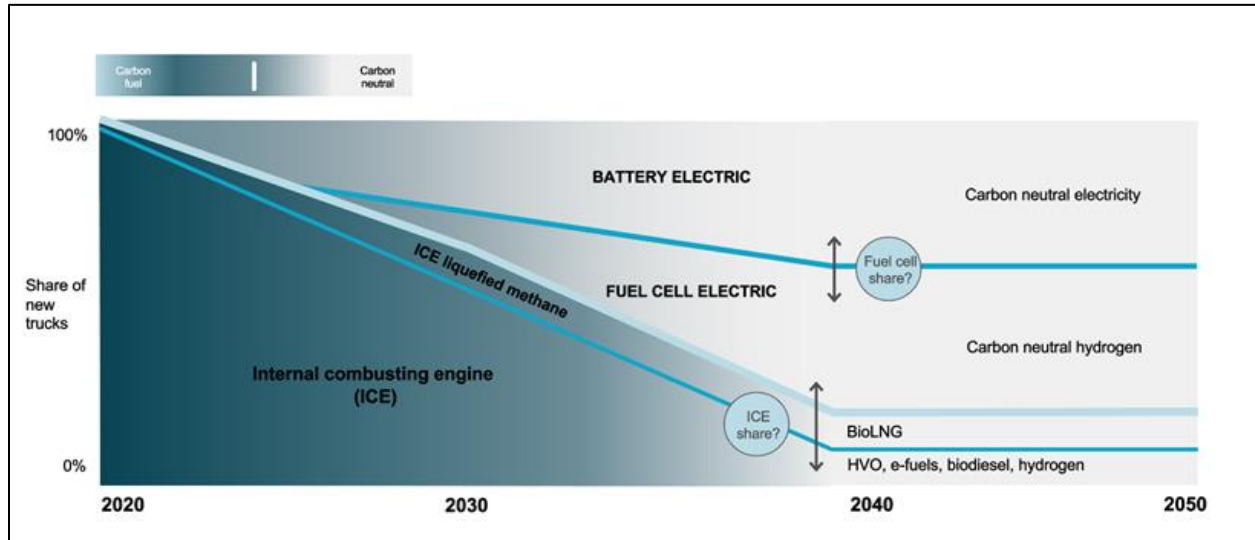 Carbon
fuel
Carbon
neutral
100%
BATTERY ELECTRIC
Carbon neutral electricity
ICE liquefied methane
Fuel cell
share?
Share of
new
trucks
FUEL CELL ELECTRIC
Carbon neutral hydrogen
Internal combusting engine
(ICE)
ICE
share?
BioLNG
0%
HVO, e-fuels, biodiesel, hydrogen
2020
2030
2040
2050